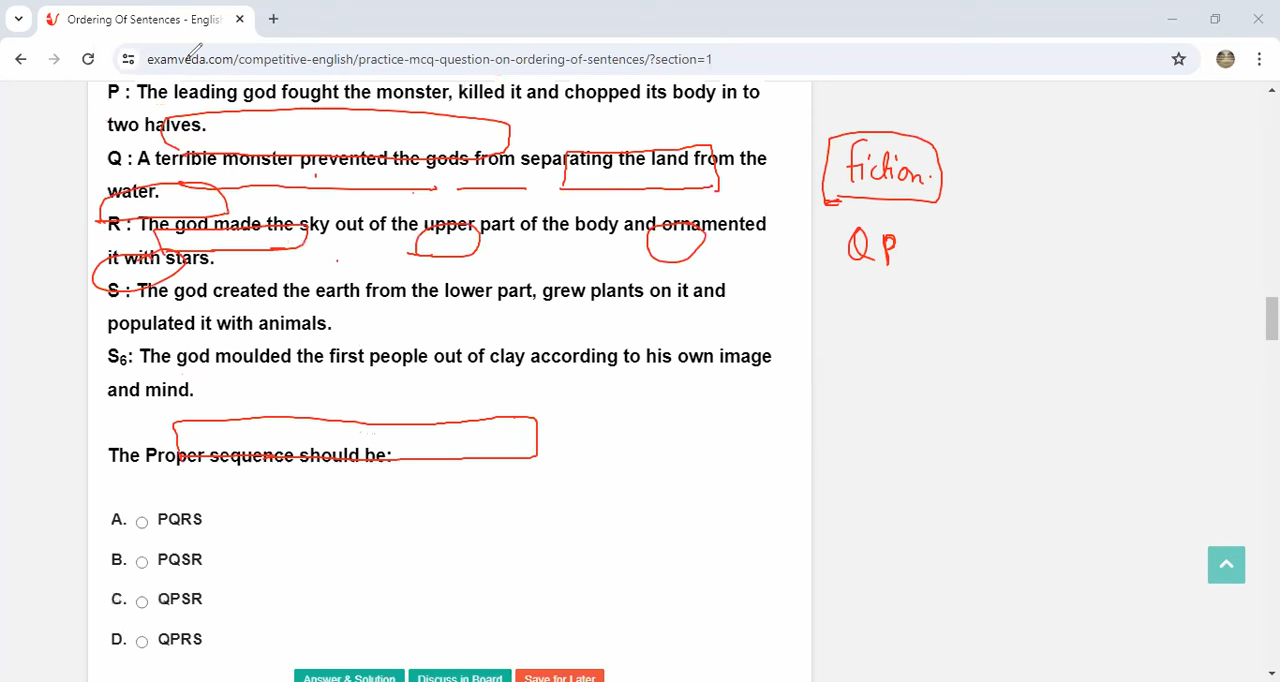 Ordering Of Sentences - Englis
examveda.com/competitive-english/practice-mcq-question-on-ordering-of-sentences/?section=1
P : The leading god fought the monster, killed it and chopped its body in to
two halves.
Q : A terrible monster prevented the gods from separating the land from the
water.
R : The god made the sky out of the upper part of the body and ornamented
it with stars.
S : The god created the earth from the lower part, grew plants on it and
populated it with animals.
S6: The god moulded the first people out of clay according to his own image
and mind.
The Proper sequence should be:
A. PQRS
B. PQSR
C. QPSR
D. QPRS
Answer & Solution Discuss in Board Save for Later
fiction.
QP